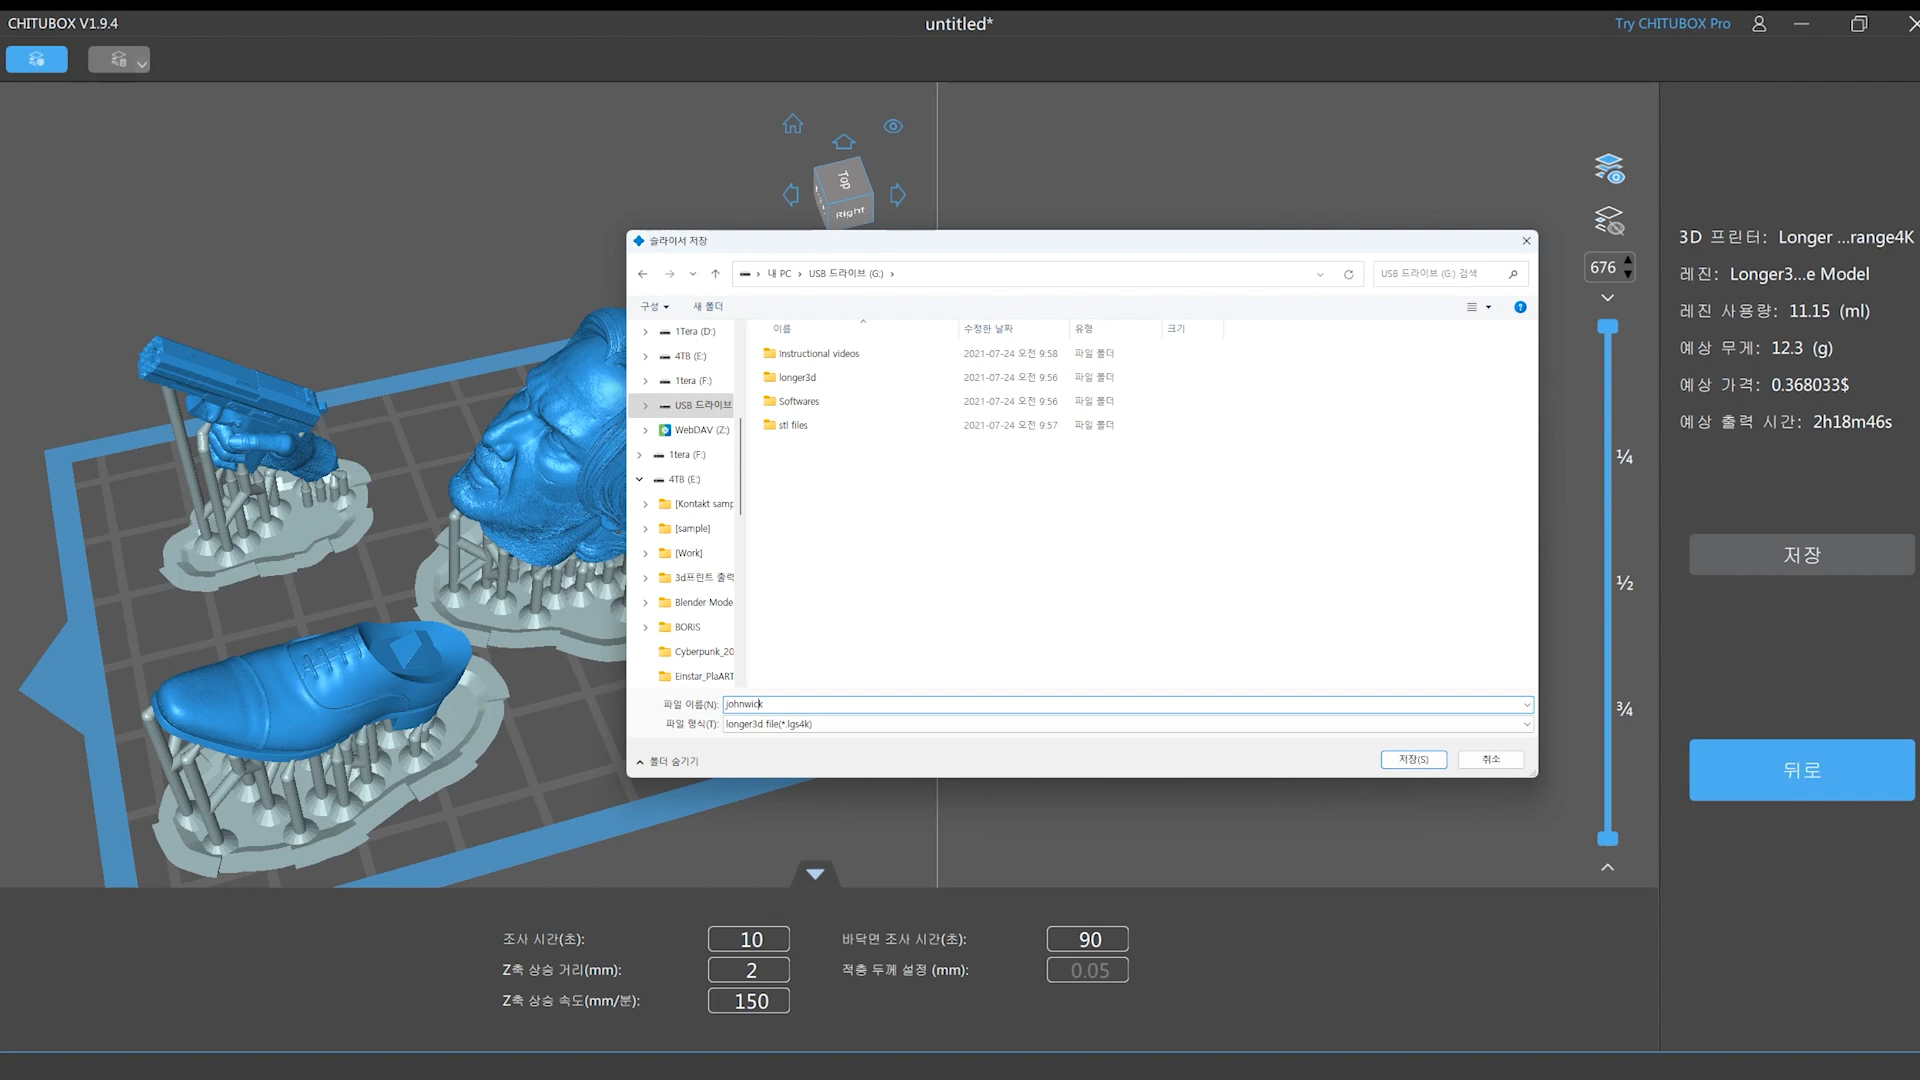 CHITUBOX V1.9.4
untitled*
Try CHITUBOX Pro
Top
Right
슬라이서 저장
내 PC > USB 드라이브 (G:) >
USB 드라이브 (G:) 검색
구성
새 폴더
1Tera (D:)
4TB (E:)
1tera (F:)
USB 드라이브
WebDAV (Z:)
1tera (F:)
4TB (E:)
[Kontakt samp
[sample]
[Work]
3d프린트 출력
Blender Mode
BORIS
Cyberpunk_20
Einstar_PlaART
이름 수정한 날짜 유형 크기
Instructional videos 2021-07-24 오전 9:58 파일 폴더
longer3d 2021-07-24 오전 9:56 파일 폴더
Softwares 2021-07-24 오전 9:56 파일 폴더
stl files 2021-07-24 오전 9:57 파일 폴더
파일 이름(N): johnwick
파일 형식(T): longer3d file(*.lgs4k)
폴더 숨기기
저장(S)
취소
676
¼
½
¾
3D 프린터: Longer ...range4K
레진: Longer3...e Model
레진 사용량: 11.15 (ml)
예상 무게: 12.3 (g)
예상 가격: 0.368033$
예상 출력 시간: 2h18m46s
저장
뒤로
조사 시간(초): 10
바닥면 조사 시간(초): 90
Z축 상승 거리(mm): 2
적층 두께 설정 (mm): 0.05
Z축 상승 속도(mm/분): 150